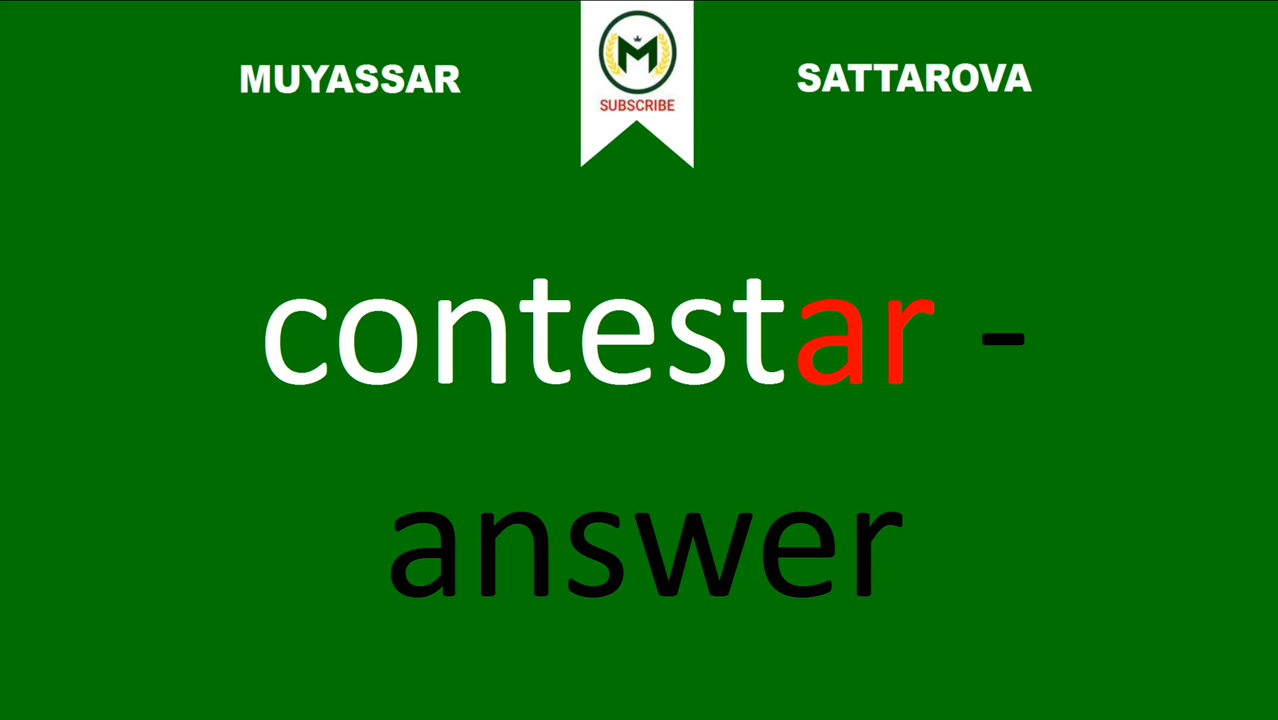 MUYASSAR
M
SUBSCRIBE
SATTAROVA
contestar -
answer